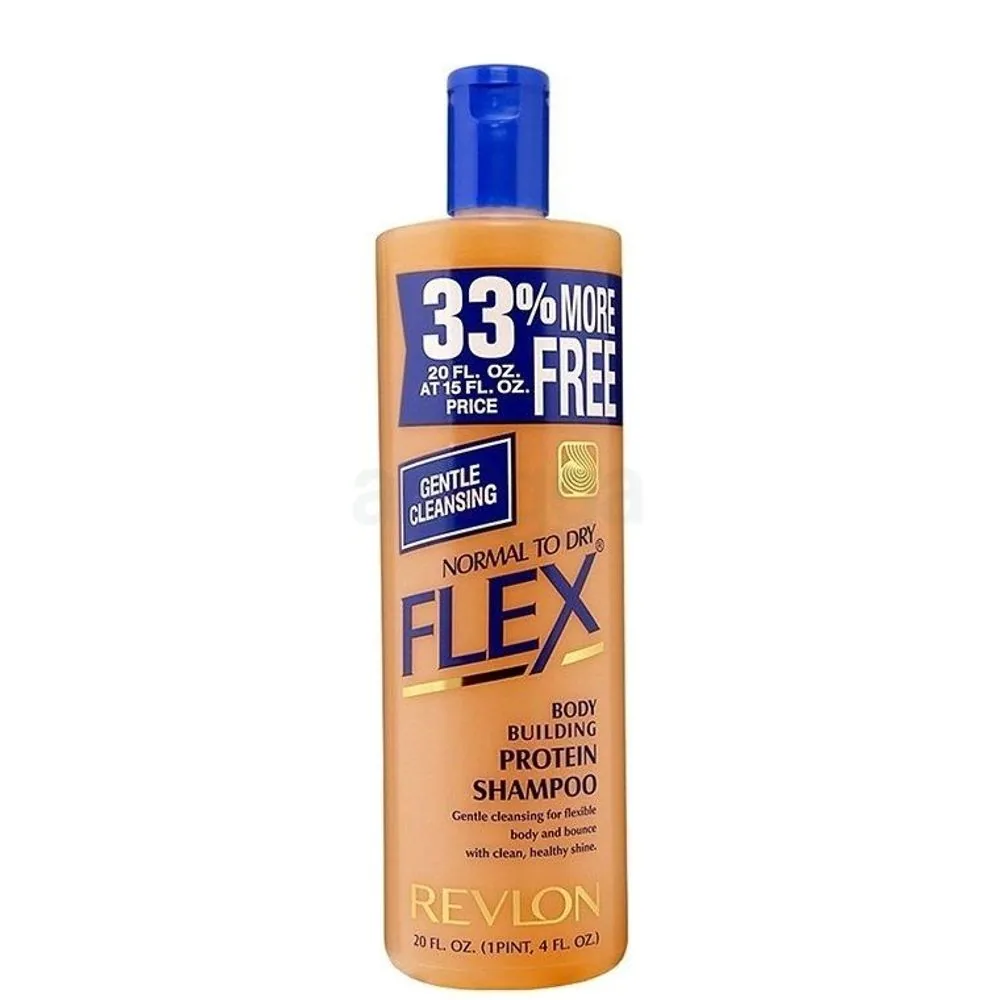 33% MORE
FREE
20 FL. OZ.
AT 15 FL. OZ.
PRICE
GENTLE
CLEANSING
NORMAL TO DRY
FLEX®
BODY
BUILDING
PROTEIN
SHAMPOO
Gentle cleansing for flexible
body and bounce
with clean, healthy shine.
REVLON
20 FL. OZ. (1PINT, 4 FL. OZ.)